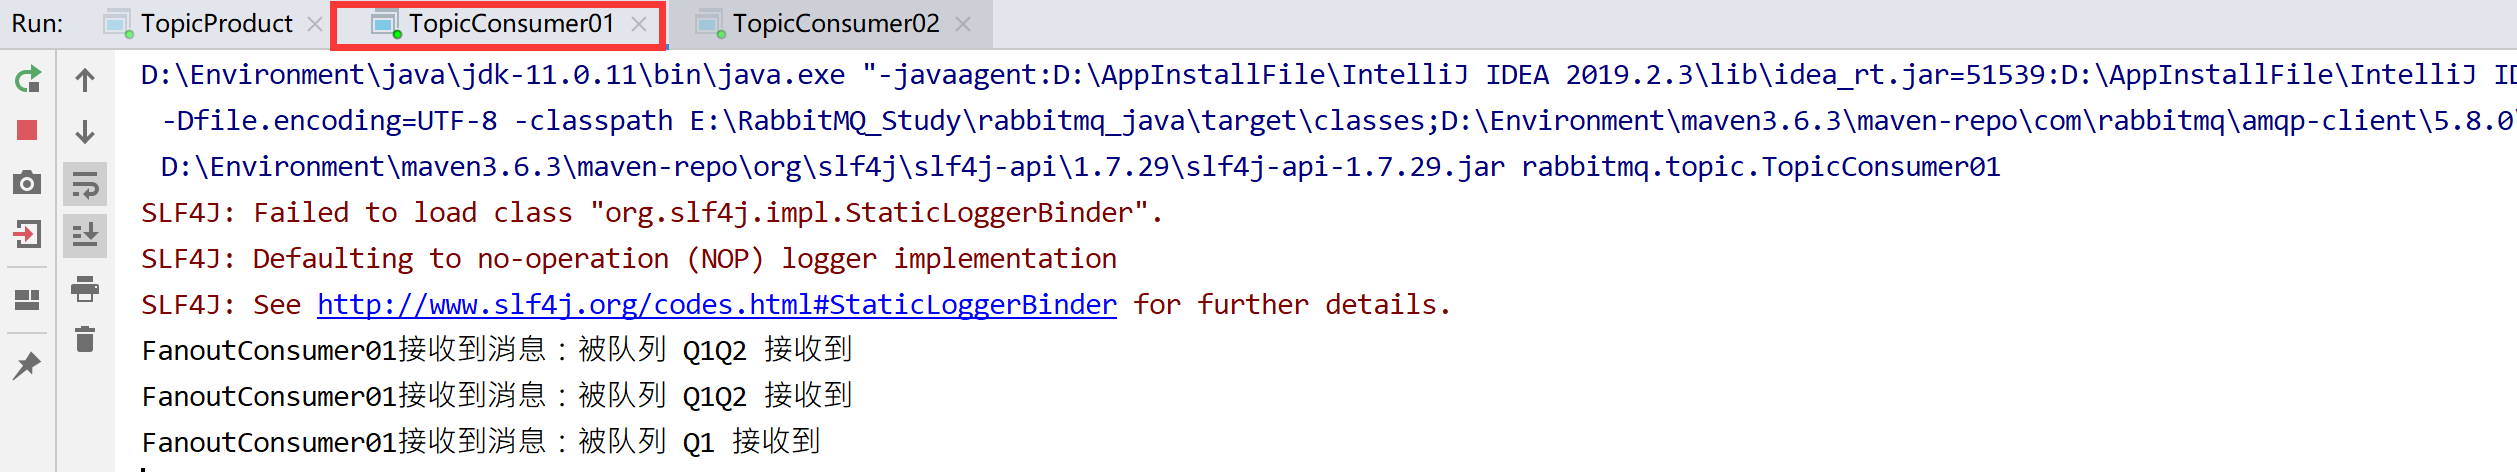 Run: TopicProduct TopicConsumer01 TopicConsumer02
D:\Environment\java\jdk-11.0.11\bin\java.exe "-javaagent:D:\AppInstallFile\IntelliJ IDEA 2019.2.3\lib\idea_rt.jar=51539:D:\AppInstallFile\IntelliJ ID
-Dfile.encoding=UTF-8 -classpath E:\RabbitMQ_Study\rabbitmq_java\target\classes;D:\Environment\maven3.6.3\maven-repo\com\rabbitmq\amqp-client\5.8.0\
D:\Environment\maven3.6.3\maven-repo\org\slf4j\slf4j-api\1.7.29\slf4j-api-1.7.29.jar rabbitmq.topic.TopicConsumer01
SLF4J: Failed to load class "org.slf4j.impl.StaticLoggerBinder".
SLF4J: Defaulting to no-operation (NOP) logger implementation
SLF4J: See http://www.slf4j.org/codes.html#StaticLoggerBinder for further details.
FanoutConsumer01接收到消息：被队列 Q1Q2 接收到
FanoutConsumer01接收到消息：被队列 Q1Q2 接收到
FanoutConsumer01接收到消息：被队列 Q1 接收到